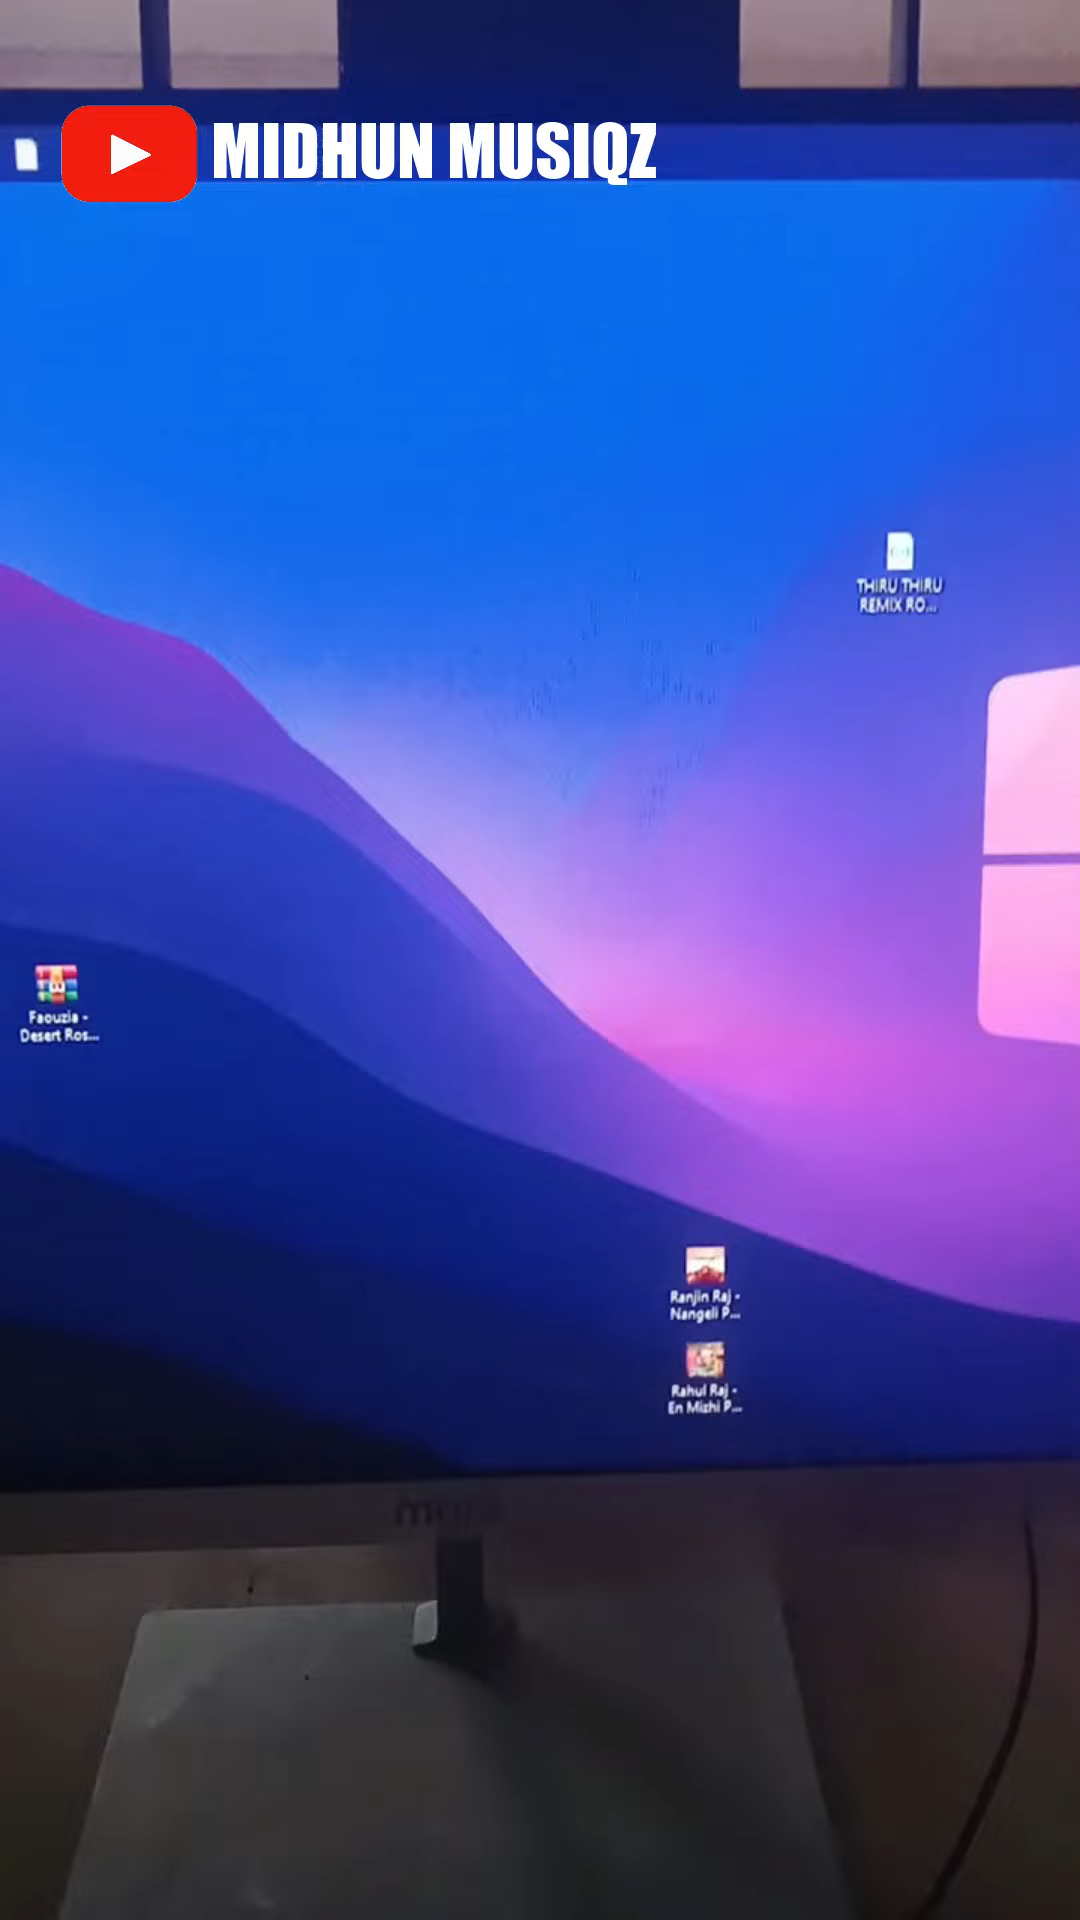 MIDHUN MUSIQZ
THIRU THIRU
REMIX RO...
Faouzia -
Desert Ros...
Ranjin Raj -
Nangeli P...
Rahul Raj -
En Mizhi P...